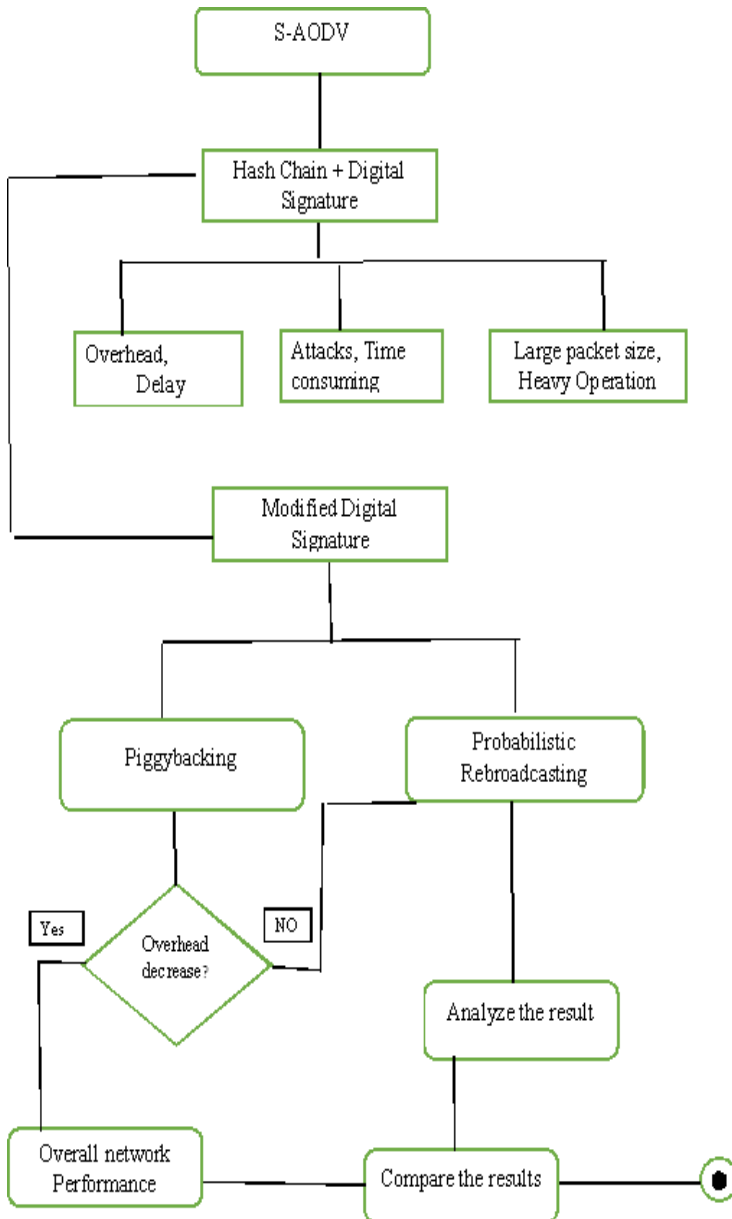 S-AODV
Hash Chain + Digital
Signature
Overhead,
Delay
Attacks, Time
consuming
Large packet size,
Heavy Operation
Modified Digital
Signature
Piggybacking
Probabilistic
Rebroadcasting
Yes
NO
Overhead
decrease?
Analyze the result
Overall network
Performance
Compare the results